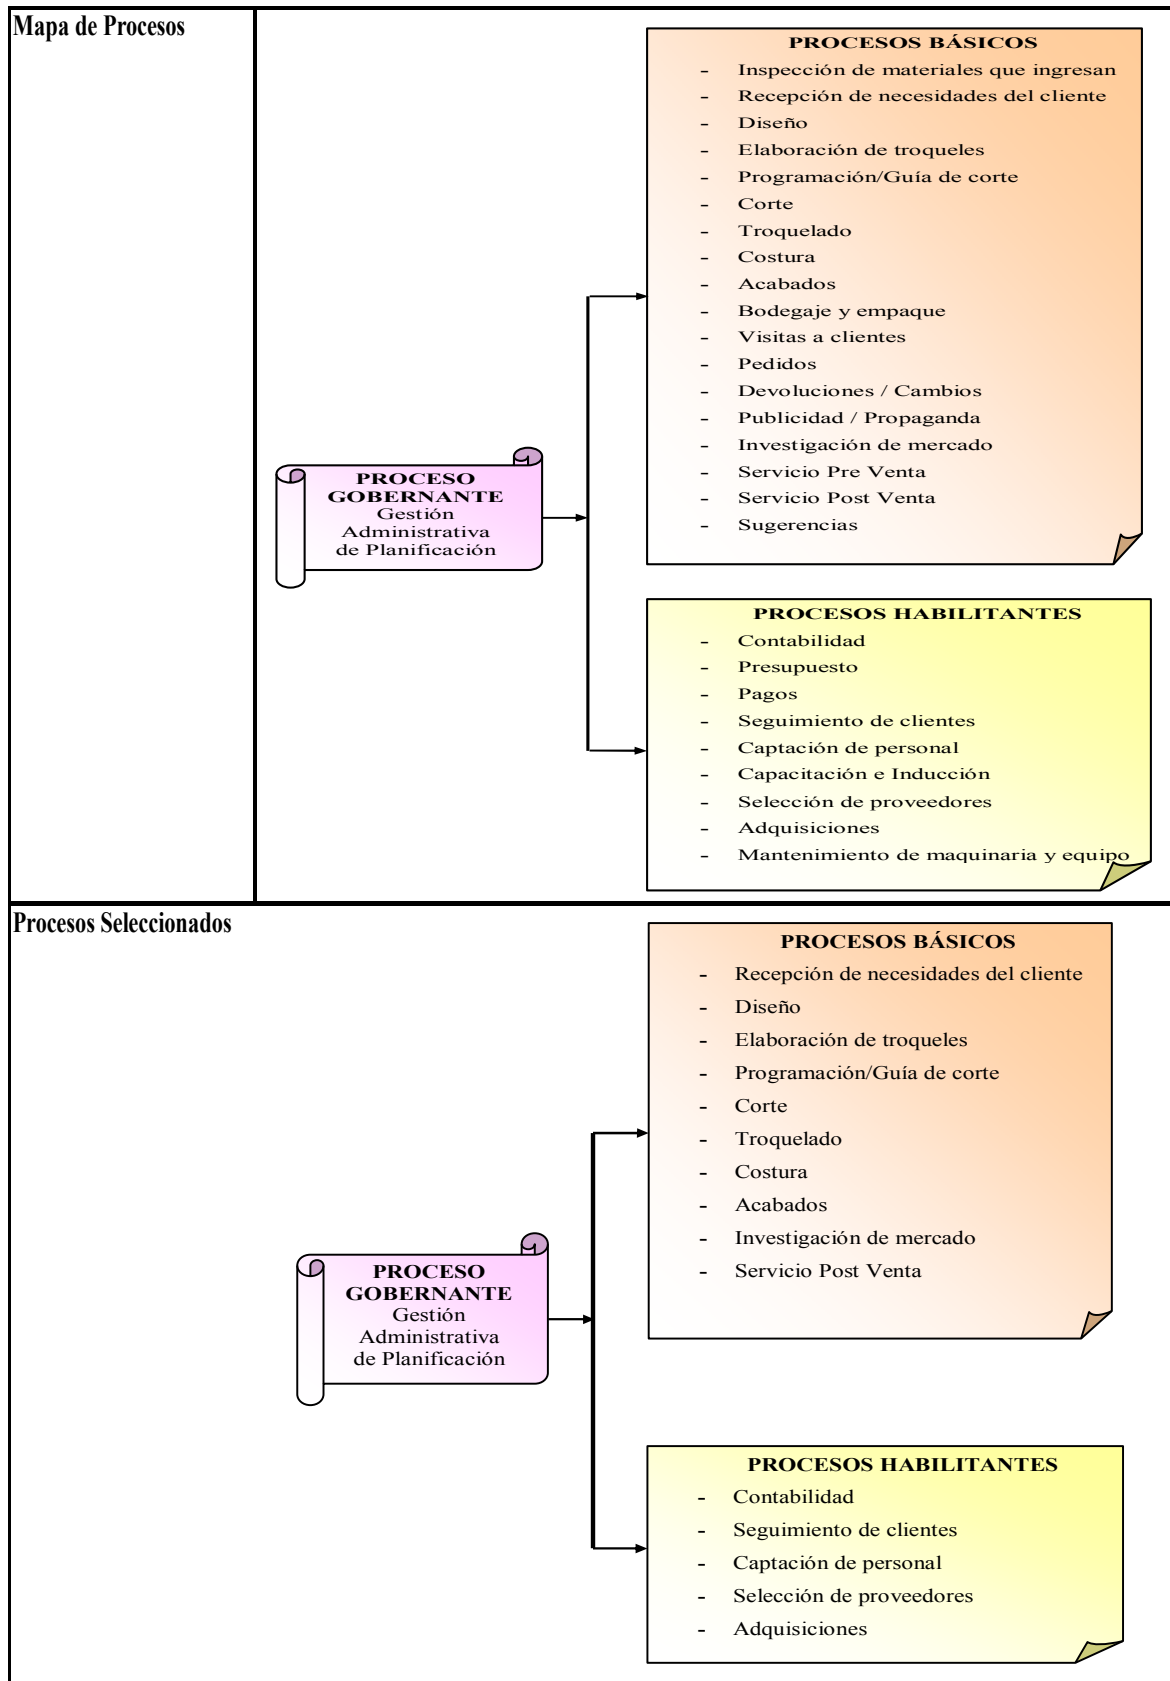 Mapa de Procesos
PROCESOS BÁSICOS
- Inspección de materiales que ingresan
- Recepción de necesidades del cliente
- Diseño
- Elaboración de troqueles
- Programación/Guía de corte
- Corte
- Troquelado
- Costura
- Acabados
- Bodegaje y empaque
- Visitas a clientes
- Pedidos
- Devoluciones / Cambios
- Publicidad / Propaganda
- Investigación de mercado
- Servicio Pre Venta
- Servicio Post Venta
- Sugerencias
PROCESO
GOBERNANTE
Gestión
Administrativa
de Planificación
PROCESOS HABILITANTES
- Contabilidad
- Presupuesto
- Pagos
- Seguimiento de clientes
- Captación de personal
- Capacitación e Inducción
- Selección de proveedores
- Adquisiciones
- Mantenimiento de maquinaria y equipo
Procesos Seleccionados
PROCESOS BÁSICOS
- Recepción de necesidades del cliente
- Diseño
- Elaboración de troqueles
- Programación/Guía de corte
- Corte
- Troquelado
- Costura
- Acabados
- Investigación de mercado
- Servicio Post Venta
PROCESO
GOBERNANTE
Gestión
Administrativa
de Planificación
PROCESOS HABILITANTES
- Contabilidad
- Seguimiento de clientes
- Captación de personal
- Selección de proveedores
- Adquisiciones